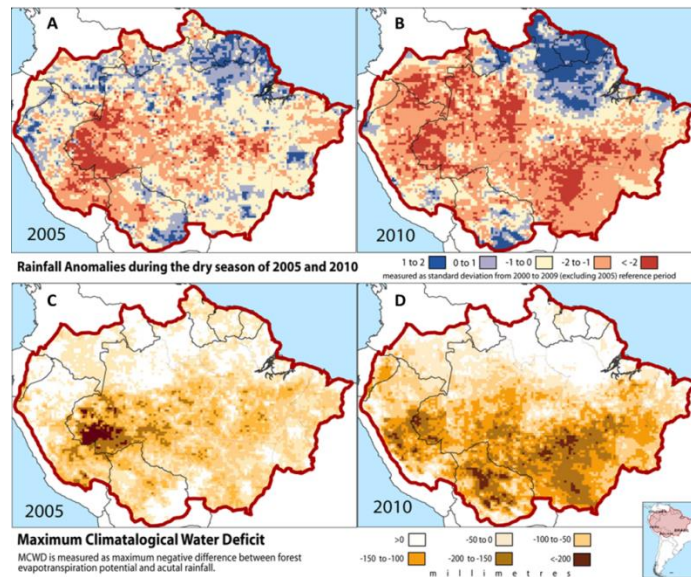 A
B
2005
2010
Rainfall Anomalies during the dry season of 2005 and 2010
1 to 2 0 to 1 -1 to 0 -2 to -1 < -2
measured as standard deviation from 2000 to 2009 (excluding 2005) reference period
C
D
2005
2010
Maximum Climatalogical Water Deficit
MCWD is measured as maximum negative difference between forest
evapotranspiration potential and acutal rainfall.
>0 -50 to 0 -100 to -50
-150 to -100 -200 to -150 <-200
m i l l i m e t r e s